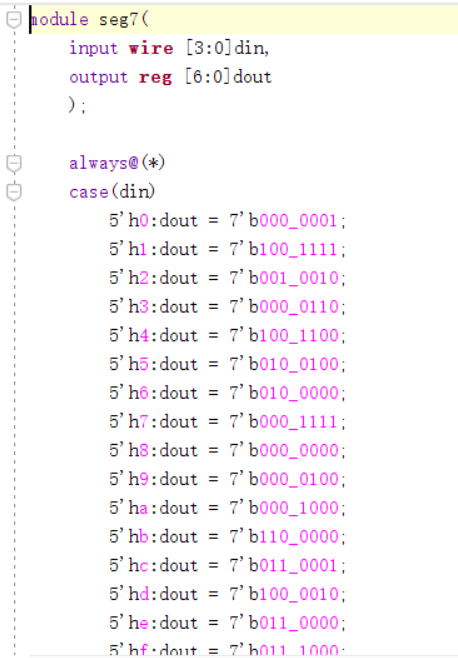 module seg7(
input wire [3:0]din,
output reg [6:0]dout
);
always@(*)
case(din)
5'h0:dout = 7'b000_0001;
5'h1:dout = 7'b100_1111;
5'h2:dout = 7'b001_0010;
5'h3:dout = 7'b000_0110;
5'h4:dout = 7'b100_1100;
5'h5:dout = 7'b010_0100;
5'h6:dout = 7'b010_0000;
5'h7:dout = 7'b000_1111;
5'h8:dout = 7'b000_0000;
5'h9:dout = 7'b000_0100;
5'ha:dout = 7'b000_1000;
5'hb:dout = 7'b110_0000;
5'hc:dout = 7'b011_0001;
5'hd:dout = 7'b100_0010;
5'he:dout = 7'b011_0000;
5'hf:dout = 7'b011_1000;